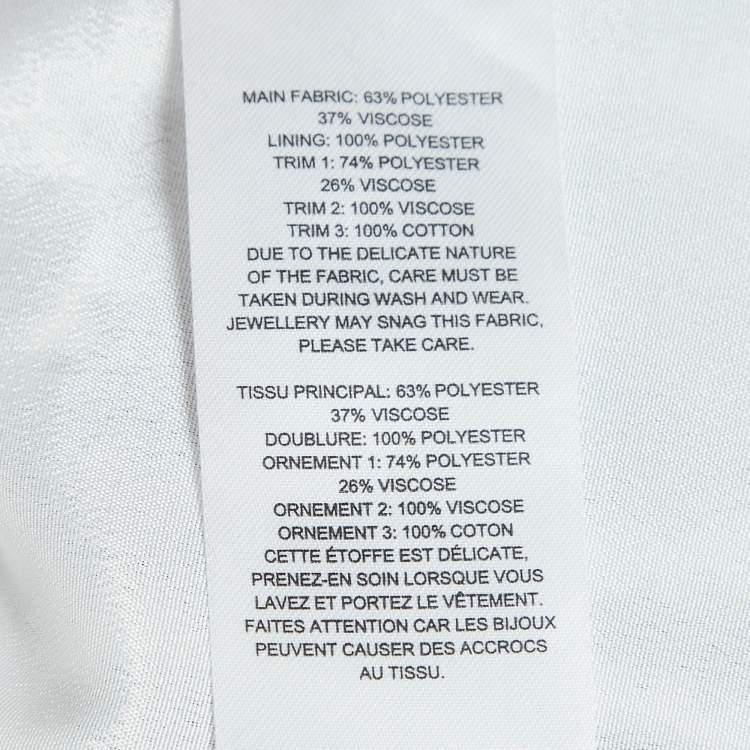 MAIN FABRIC: 63% POLYESTER
37% VISCOSE
LINING: 100% POLYESTER
TRIM 1: 74% POLYESTER
26% VISCOSE
TRIM 2: 100% VISCOSE
TRIM 3: 100% COTTON
DUE TO THE DELICATE NATURE
OF THE FABRIC, CARE MUST BE
TAKEN DURING WASH AND WEAR.
JEWELLERY MAY SNAG THIS FABRIC,
PLEASE TAKE CARE.
TISSU PRINCIPAL: 63% POLYESTER
37% VISCOSE
DOUBLURE: 100% POLYESTER
ORNEMENT 1: 74% POLYESTER
26% VISCOSE
ORNEMENT 2: 100% VISCOSE
ORNEMENT 3: 100% COTON
CETTE ÉTOFFE EST DÉLICATE,
PRENEZ-EN SOIN LORSQUE VOUS
LAVEZ ET PORTEZ LE VÊTEMENT.
FAITES ATTENTION CAR LES BIJOUX
PEUVENT CAUSER DES ACCROCS
AU TISSU.